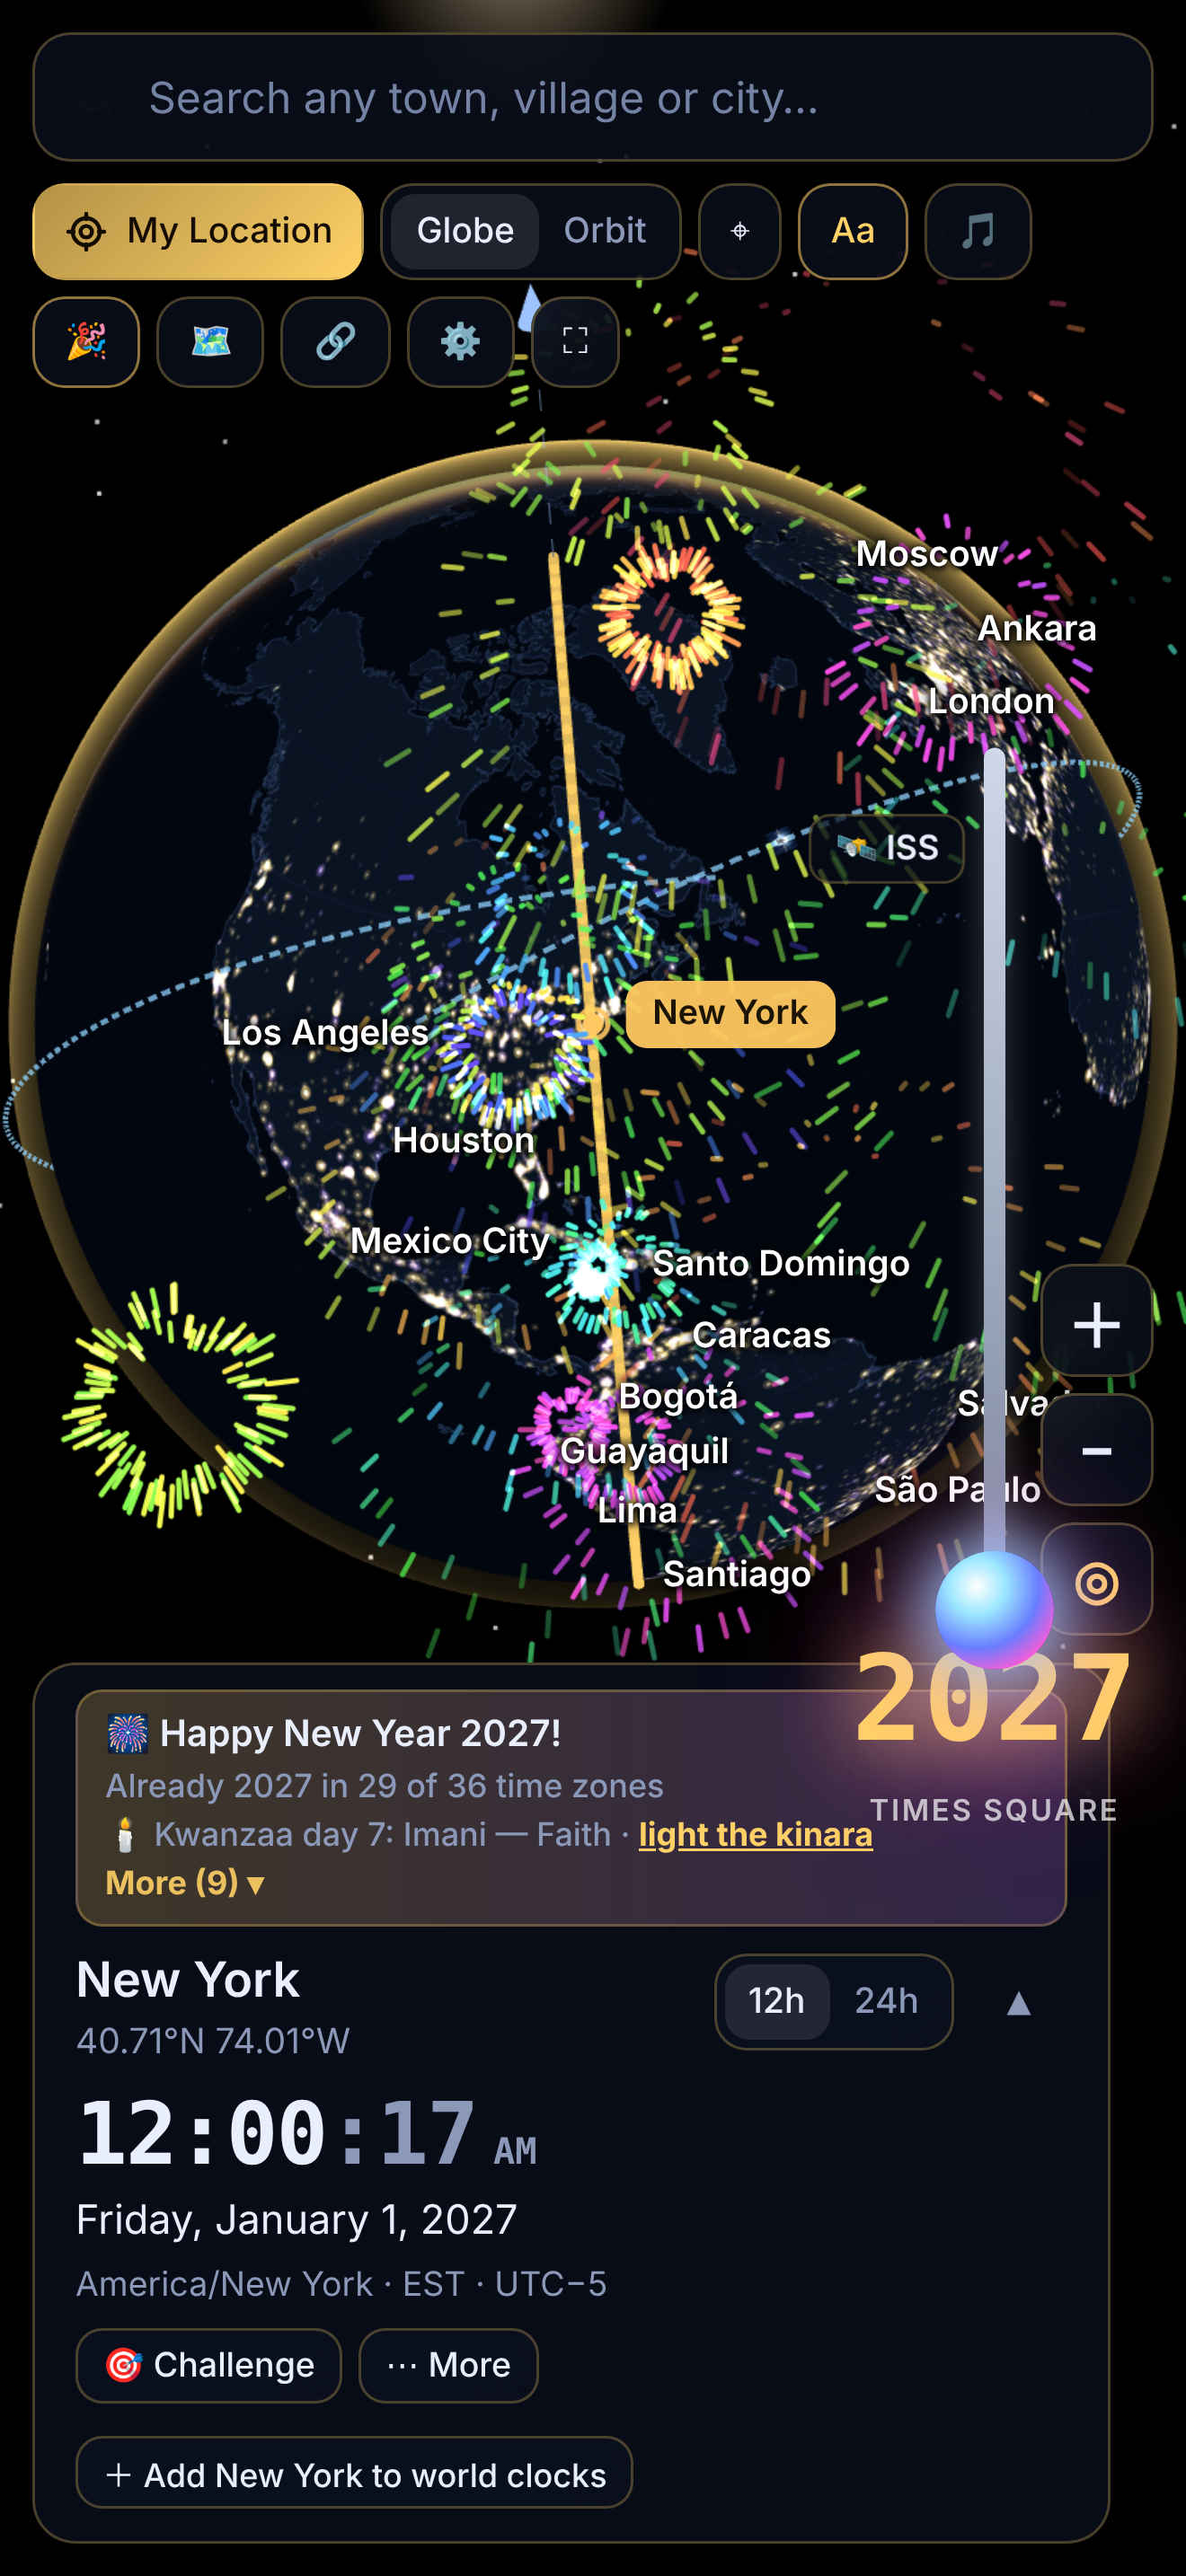 Search any town, village or city...
My Location
Globe Orbit
Aa
Moscow
Ankara
London
ISS
New York
Los Angeles
Houston
Mexico City
Santo Domingo
Caracas
Bogotá
Guayaquil
Lima
São Paulo
Santiago
2027
TIMES SQUARE
Happy New Year 2027!
Already 2027 in 29 of 36 time zones
Kwanzaa day 7: Imani — Faith · light the kinara
More (9) ▾
New York
12h 24h
40.71°N 74.01°W
12:00:17 AM
Friday, January 1, 2027
America/New York · EST · UTC−5
Challenge
··· More
+ Add New York to world clocks